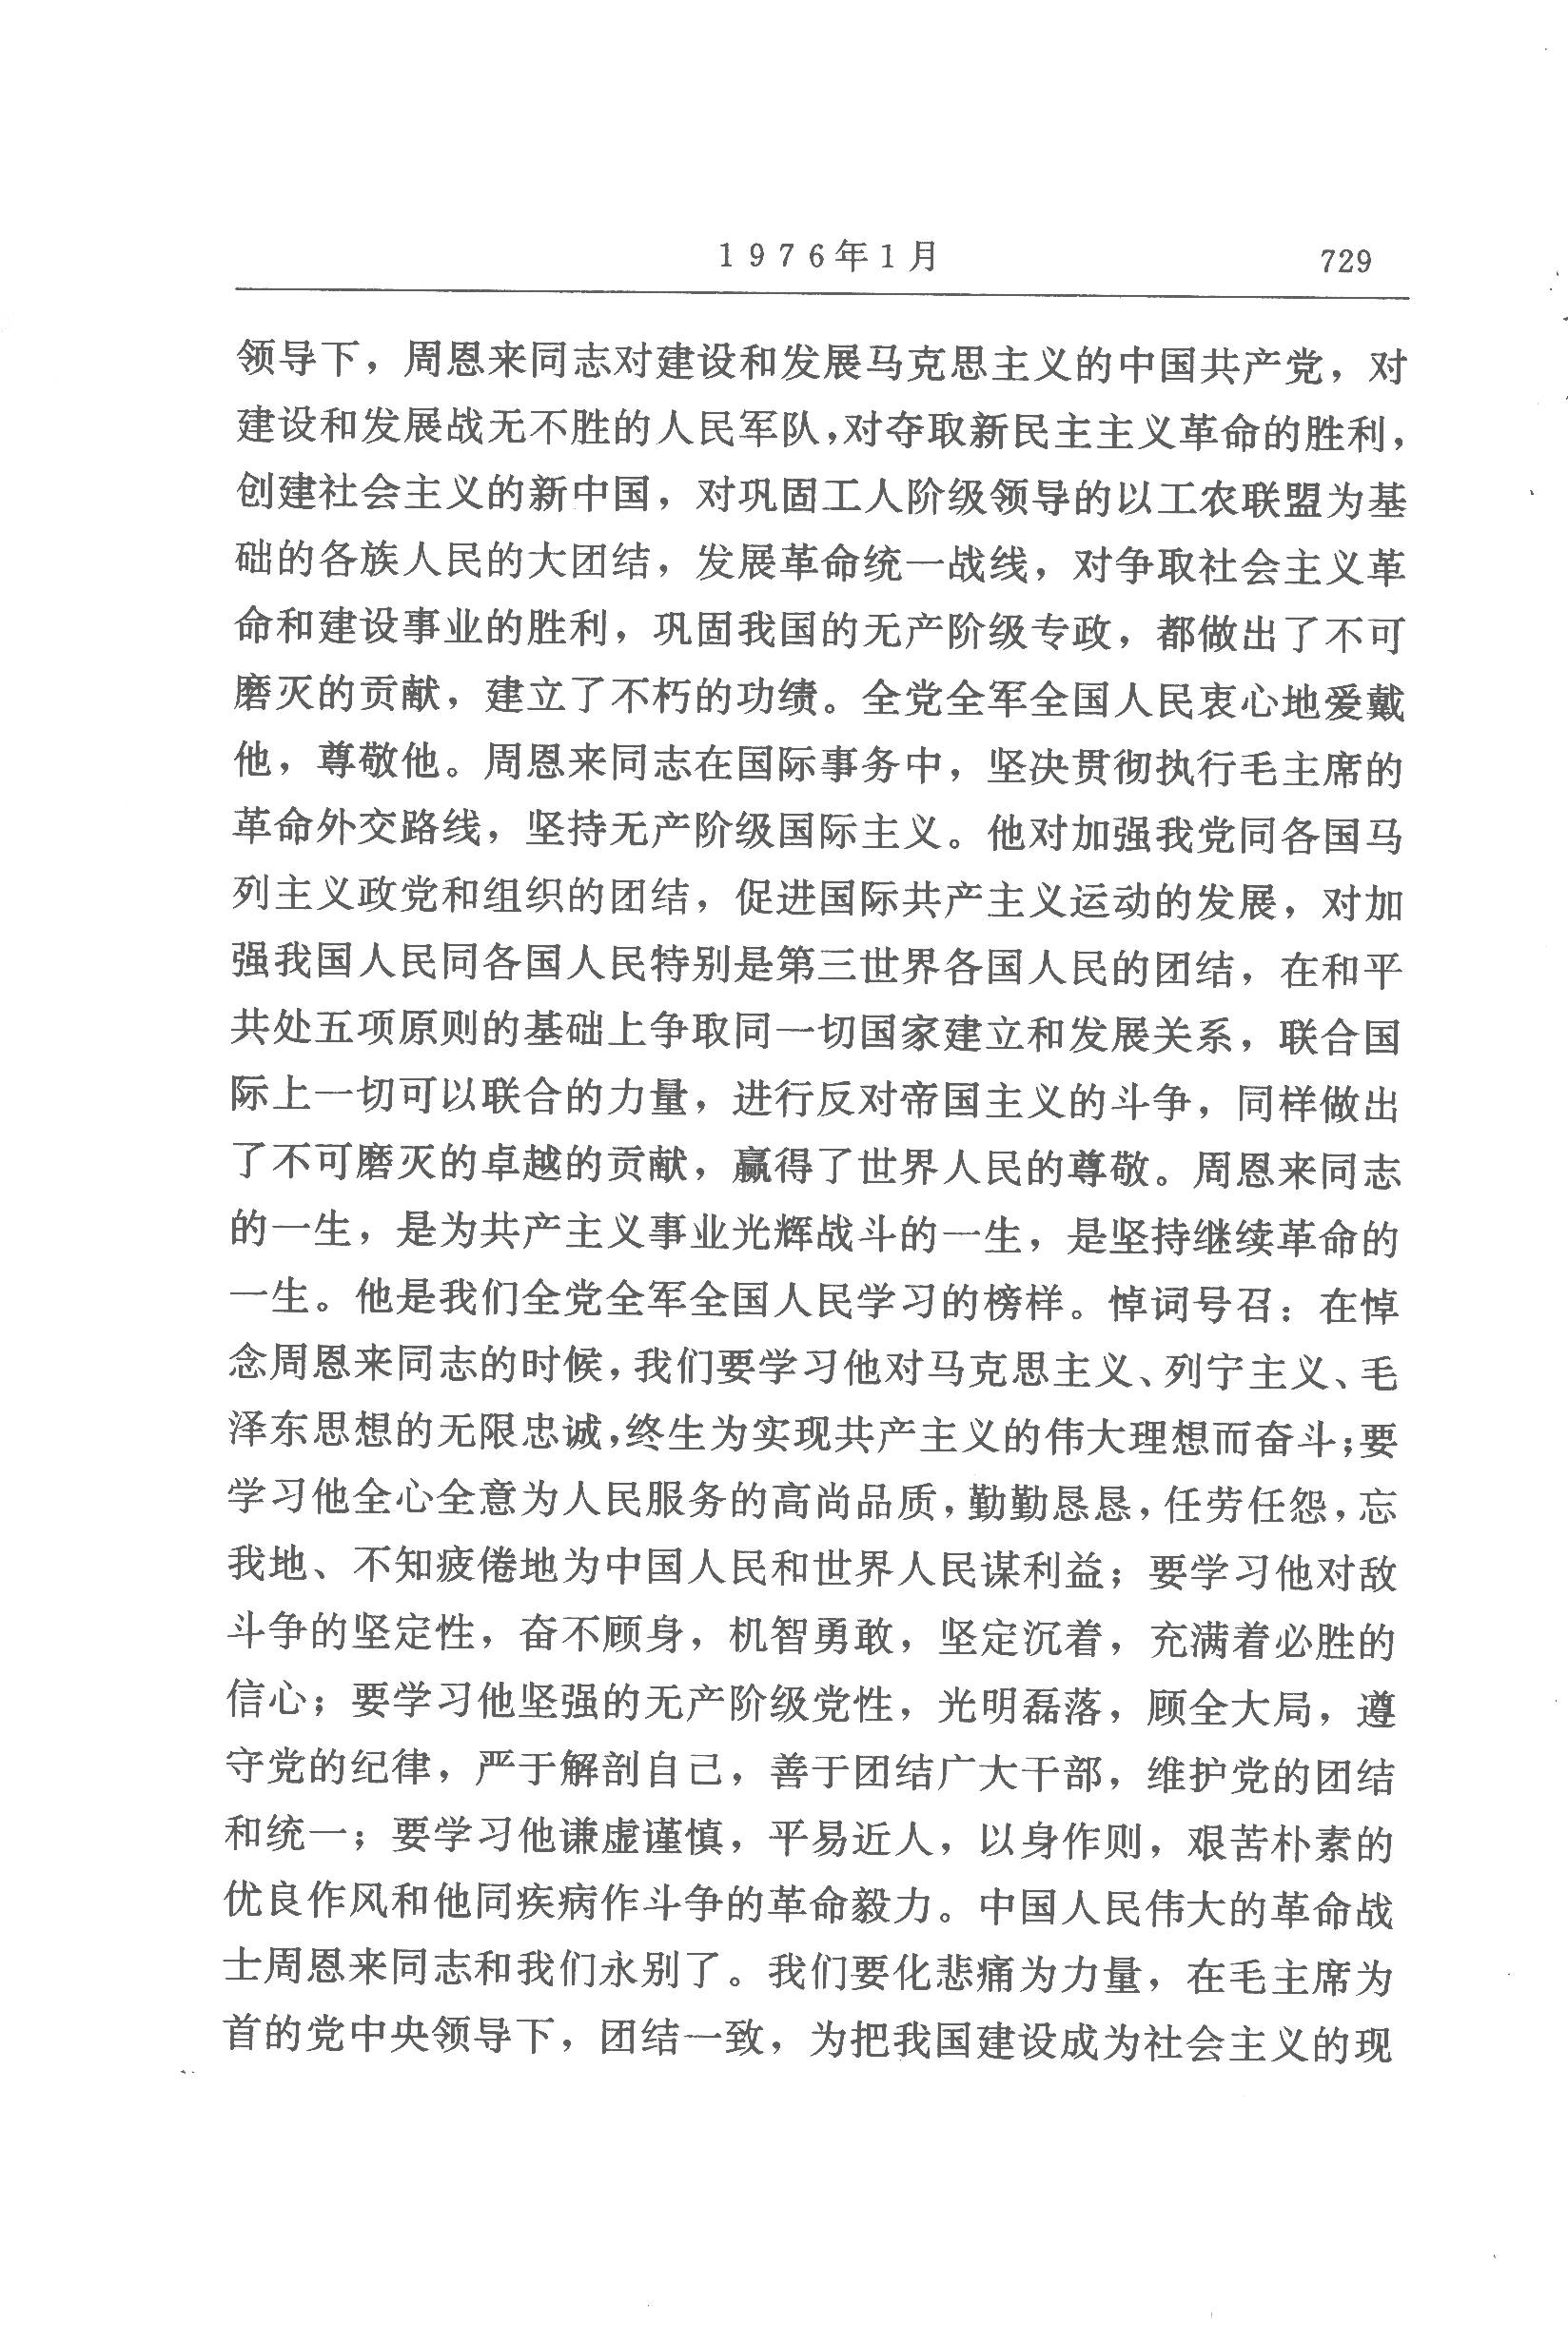 1976年1月 729
领导下，周恩来同志对建设和发展马克思主义的中国共产党，对
建设和发展战无不胜的人民军队，对夺取新民主主义革命的胜利，
创建社会主义的新中国，对巩固工人阶级领导的以工农联盟为基
础的各族人民的大团结，发展革命统一战线，对争取社会主义革
命和建设事业的胜利，巩固我国的无产阶级专政，都做出了不可
磨灭的贡献，建立了不朽的功绩。全党全军全国人民衷心地爱戴
他，尊敬他。周恩来同志在国际事务中，坚决贯彻执行毛主席的
革命外交路线，坚持无产阶级国际主义。他对加强我党同各国马
列主义政党和组织的团结，促进国际共产主义运动的发展，对加
强我国人民同各国人民特别是第三世界各国人民的团结，在和平
共处五项原则的基础上争取同一切国家建立和发展关系，联合国
际上一切可以联合的力量，进行反对帝国主义的斗争，同样做出
了不可磨灭的卓越的贡献，赢得了世界人民的尊敬。周恩来同志
的一生，是为共产主义事业光辉战斗的一生，是坚持继续革命的
一生。他是我们全党全军全国人民学习的榜样。悼词号召：在悼
念周恩来同志的时候，我们要学习他对马克思主义、列宁主义、毛
泽东思想的无限忠诚，终生为实现共产主义的伟大理想而奋斗；要
学习他全心全意为人民服务的高尚品质，勤勤恳恳，任劳任怨，忘
我地、不知疲倦地为中国人民和世界人民谋利益；要学习他对敌
斗争的坚定性，奋不顾身，机智勇敢，坚定沉着，充满着必胜的
信心；要学习他坚强的无产阶级党性，光明磊落，顾全大局，遵
守党的纪律，严于解剖自己，善于团结广大干部，维护党的团结
和统一；要学习他谦虚谨慎，平易近人，以身作则，艰苦朴素的
优良作风和他同疾病作斗争的革命毅力。中国人民伟大的革命战
士周恩来同志和我们永别了。我们要化悲痛为力量，在毛主席为
首的党中央领导下，团结一致，为把我国建设成为社会主义的现